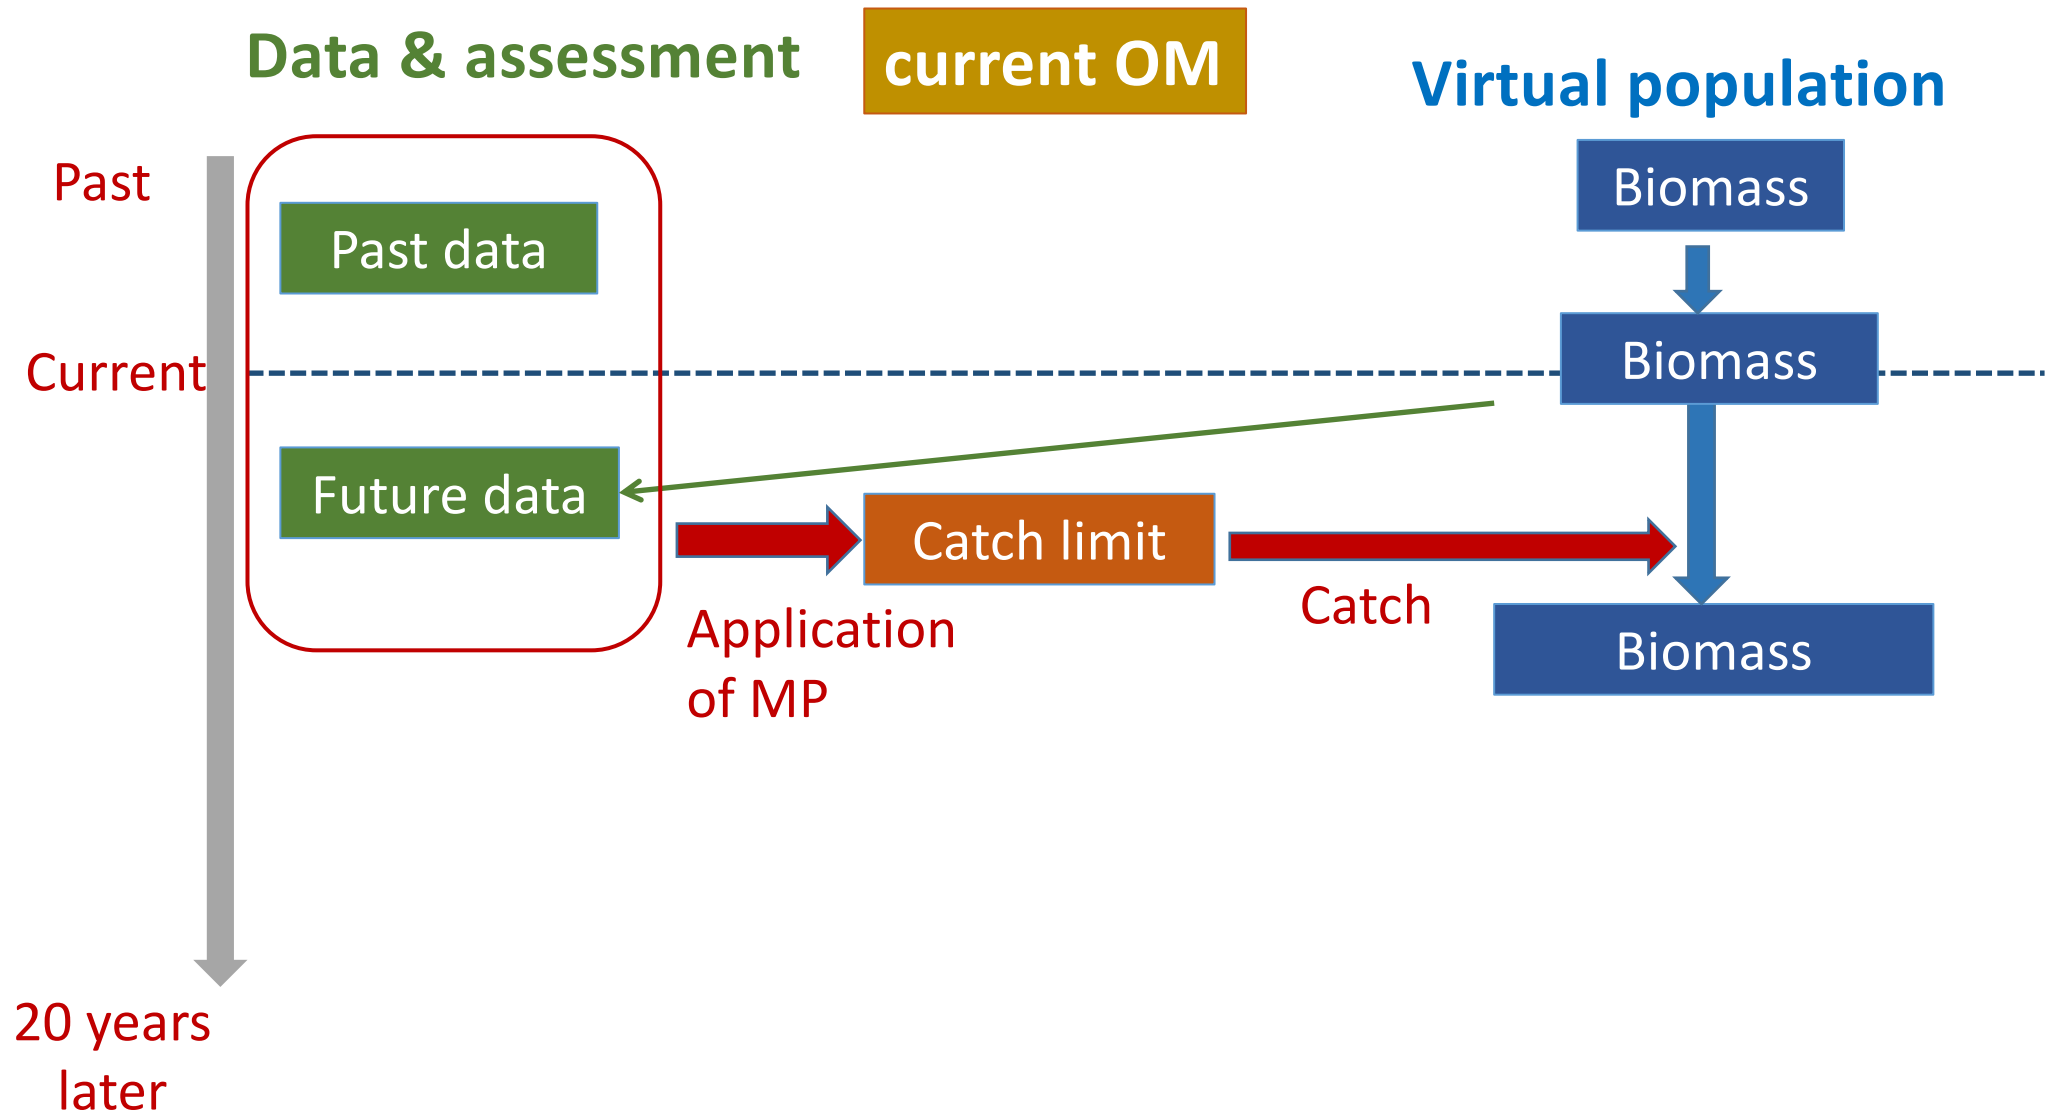 Data & assessment
current OM
Virtual population
Past
Biomass
Past data
Current
Biomass
Future data
Catch limit
Catch
Application
of MP
Biomass
20 years
later